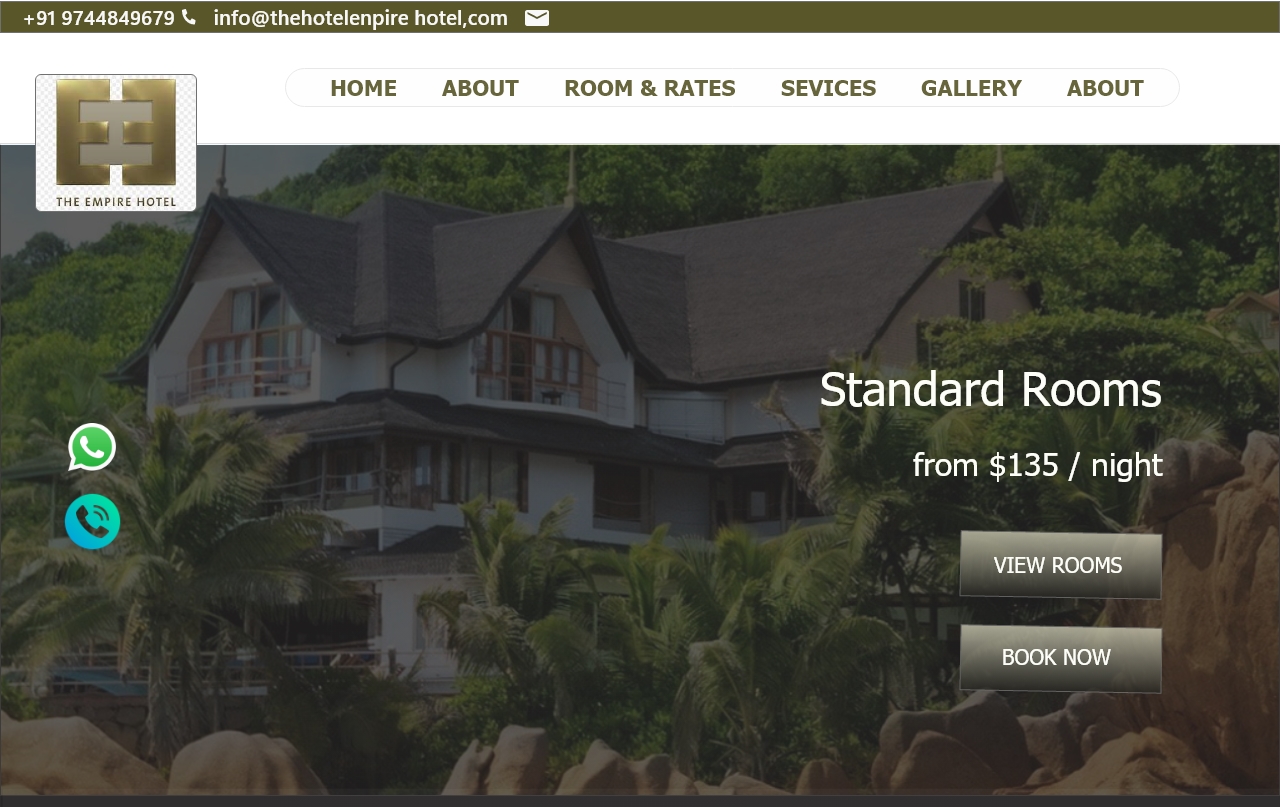 +91 9744849679 info@thehotelenpire hotel,com
HOME ABOUT ROOM & RATES SEVICES GALLERY ABOUT
THE EMPIRE HOTEL
Standard Rooms
from $135 / night
VIEW ROOMS
BOOK NOW